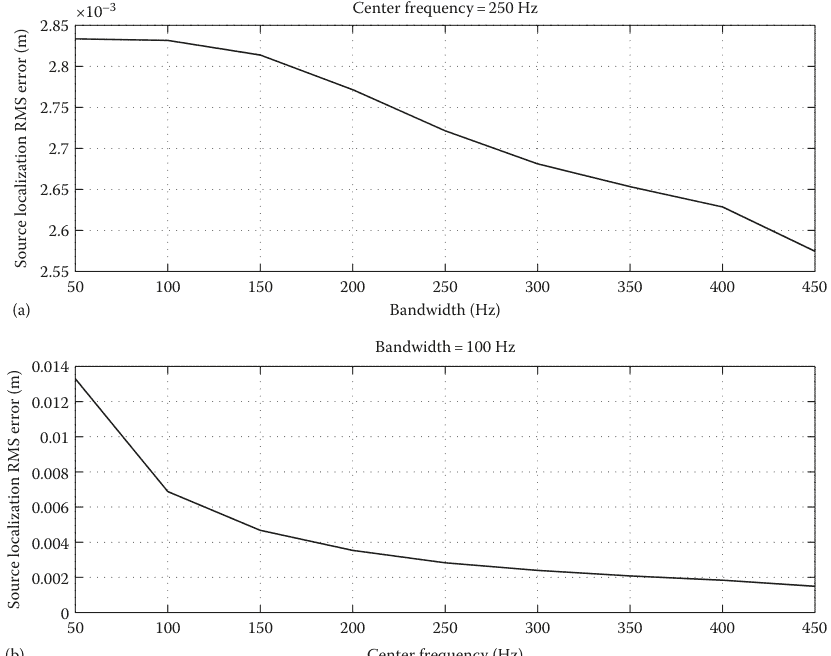 Center frequency = 250 Hz
×10−3
2.85
2.8
2.75
2.7
2.65
2.6
2.55
Source localization RMS error (m)
50 100 150 200 250 300 350 400 450
(a)
Bandwidth (Hz)
Bandwidth = 100 Hz
0.014
0.012
0.01
0.008
0.006
0.004
0.002
0
Source localization RMS error (m)
50 100 150 200 250 300 350 400 450
(b)
Center frequency (Hz)